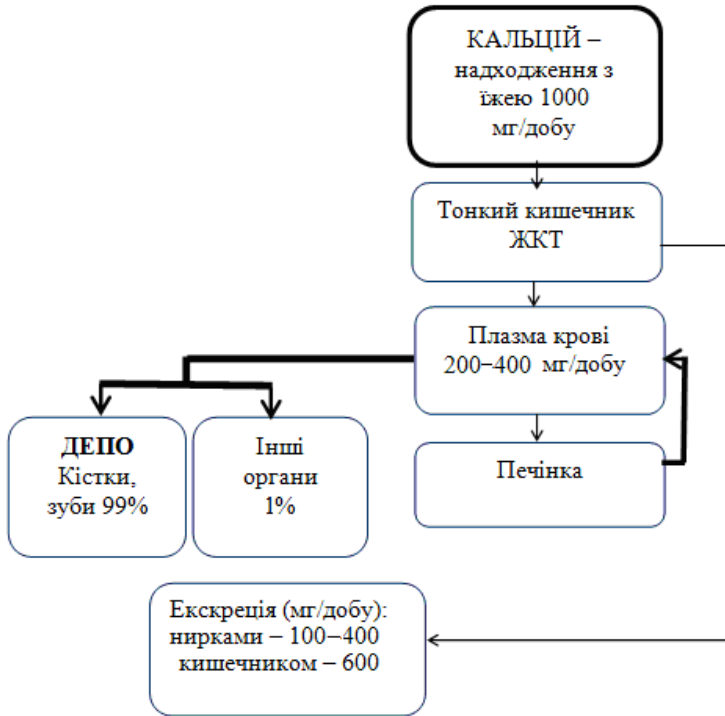 КАЛЬЦІЙ –
надходження з
їжею 1000
мг/добу
Тонкий кишечник
ЖКТ
Плазма крові
200–400 мг/добу
ДЕПО
Кістки,
зуби 99%
Інші
органи
1%
Печінка
Екскреція (мг/добу):
нирками – 100–400
кишечником – 600